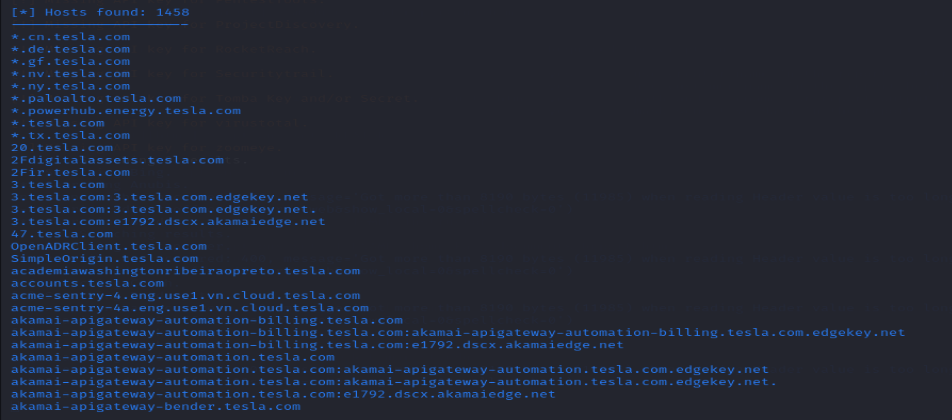 [*] Hosts found: 1458
---------------------
*.cn.tesla.com
*.de.tesla.com
*.gf.tesla.com
*.nv.tesla.com
*.ny.tesla.com
*.paloalto.tesla.com
*.powerhub.energy.tesla.com
*.tesla.com
*.tx.tesla.com
20.tesla.com
2Fdigitalassets.tesla.com
2Fir.tesla.com
3.tesla.com
3.tesla.com:3.tesla.com.edgekey.net
3.tesla.com:3.tesla.com.edgekey.net.
3.tesla.com:e1792.dscx.akamaiedge.net
47.tesla.com
OpenADRClient.tesla.com
SimpleOrigin.tesla.com
academiawashingtonribeiraopreto.tesla.com
accounts.tesla.com
acme-sentry-4.eng.use1.vn.cloud.tesla.com
acme-sentry-4a.eng.use1.vn.cloud.tesla.com
akamai-apigateway-automation-billing.tesla.com
akamai-apigateway-automation-billing.tesla.com:akamai-apigateway-automation-billing.tesla.com.edgekey.net
akamai-apigateway-automation-billing.tesla.com:e1792.dscx.akamaiedge.net
akamai-apigateway-automation.tesla.com
akamai-apigateway-automation.tesla.com:akamai-apigateway-automation.tesla.com.edgekey.net
akamai-apigateway-automation.tesla.com:akamai-apigateway-automation.tesla.com.edgekey.net.
akamai-apigateway-automation.tesla.com:e1792.dscx.akamaiedge.net
akamai-apigateway-bender.tesla.com